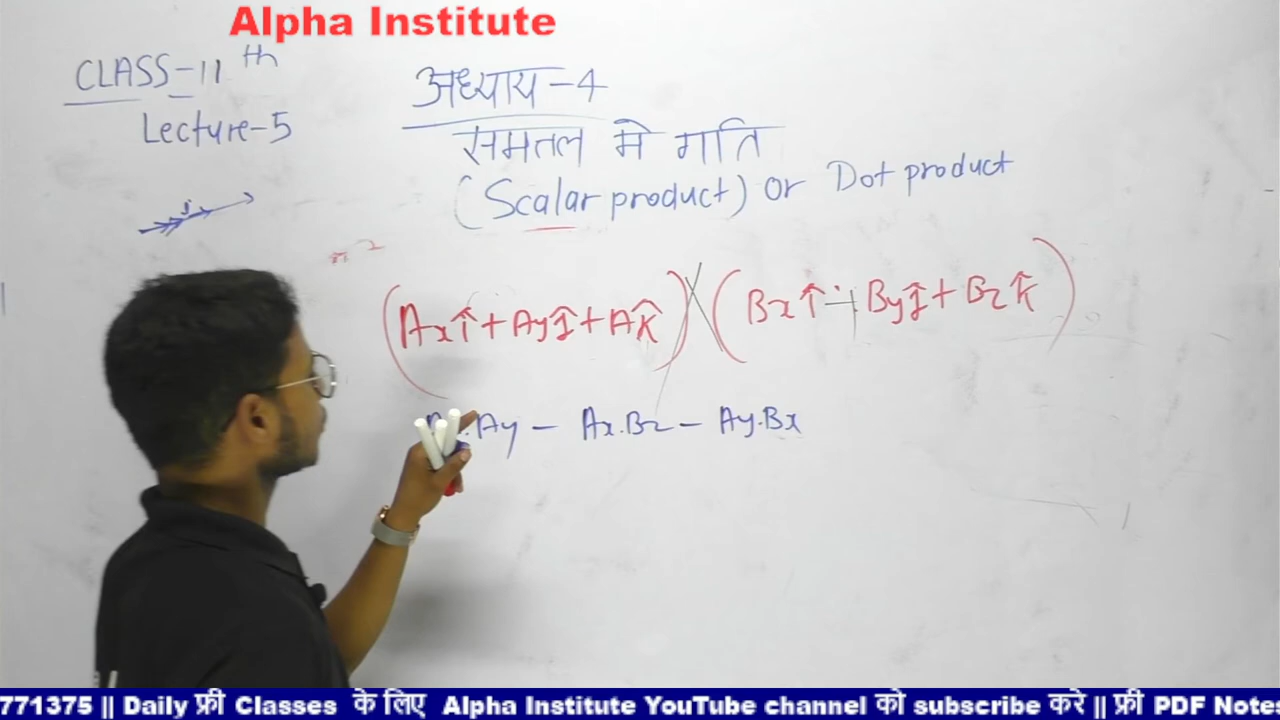 Alpha Institute
CLASS-11th
Lecture-5
अध्याय-4
समतल मे गति
(Scalar product) or Dot product
(Axî + Ayĵ + Ak̂) × (Bxî + Byĵ + Bzk̂)
.Ay - Ax.Bz - Ay.Bx
771375 || Daily फ्री Classes के लिए Alpha Institute YouTube channel को subscribe करे || फ्री PDF Notes